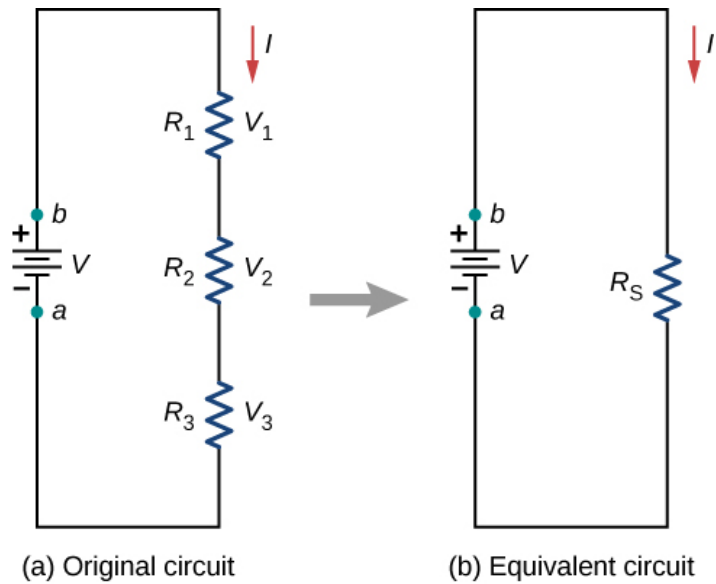 I
R1 V1
b
+
V
−
a
R2 V2
R3 V3
(a) Original circuit
I
b
+
V
−
a
RS
(b) Equivalent circuit